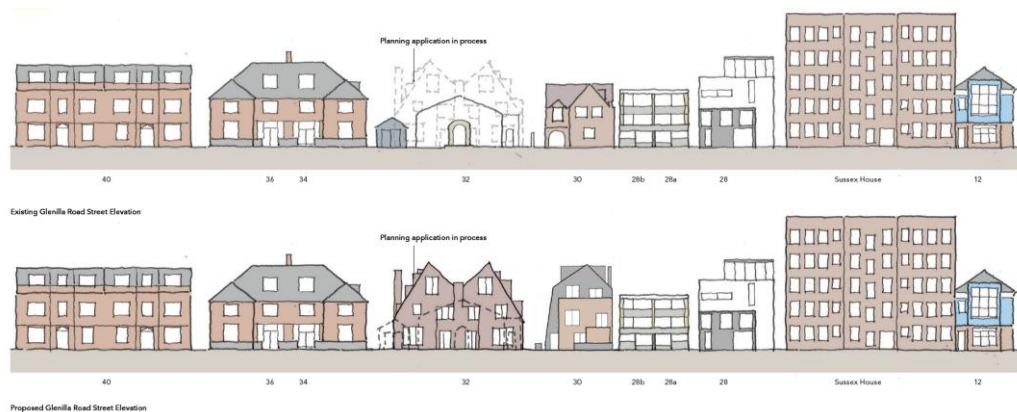 Planning application in process
40 36 34 32 30 28b 28a 28 Sussex House 12
Existing Glenilla Road Street Elevation
Planning application in process
40 36 34 32 30 28b 28a 28 Sussex House 12
Proposed Glenilla Road Street Elevation